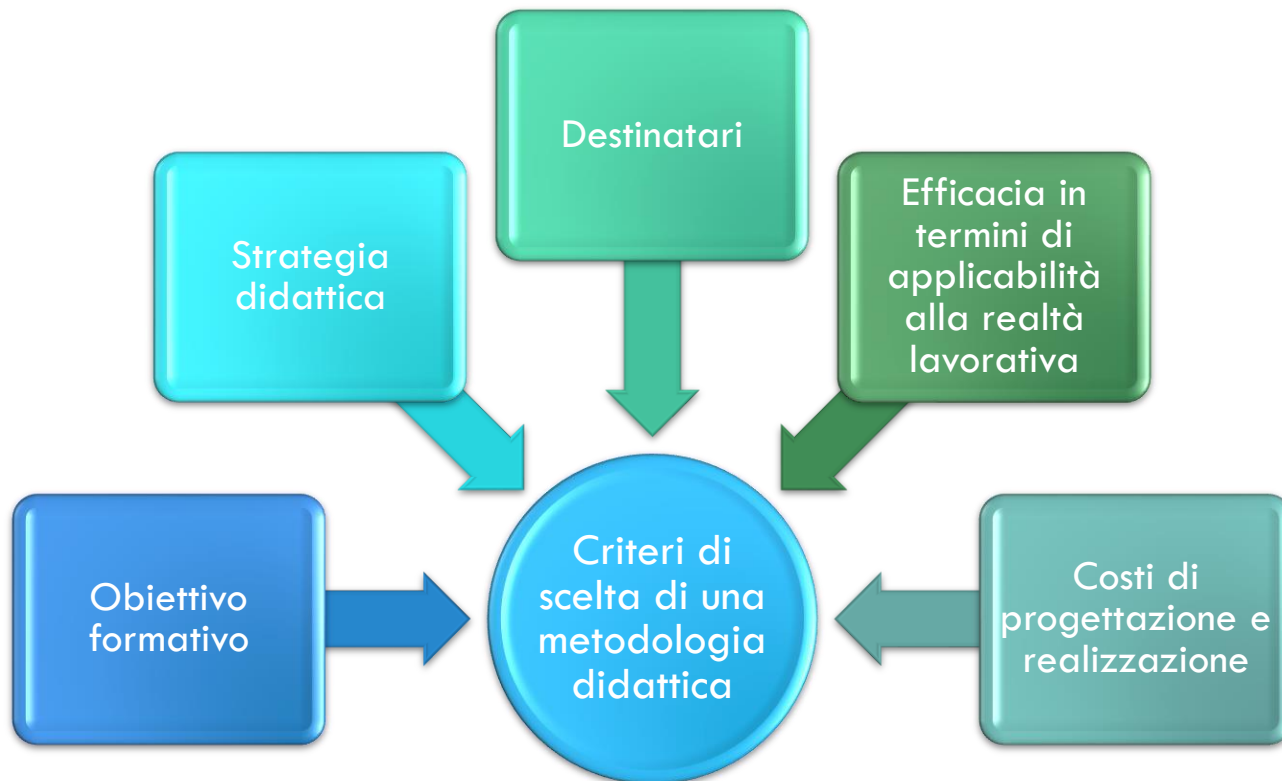 Destinatari
Strategia
didattica
Efficacia in
termini di
applicabilità
alla realtà
lavorativa
Obiettivo
formativo
Criteri di
scelta di una
metodologia
didattica
Costi di
progettazione e
realizzazione